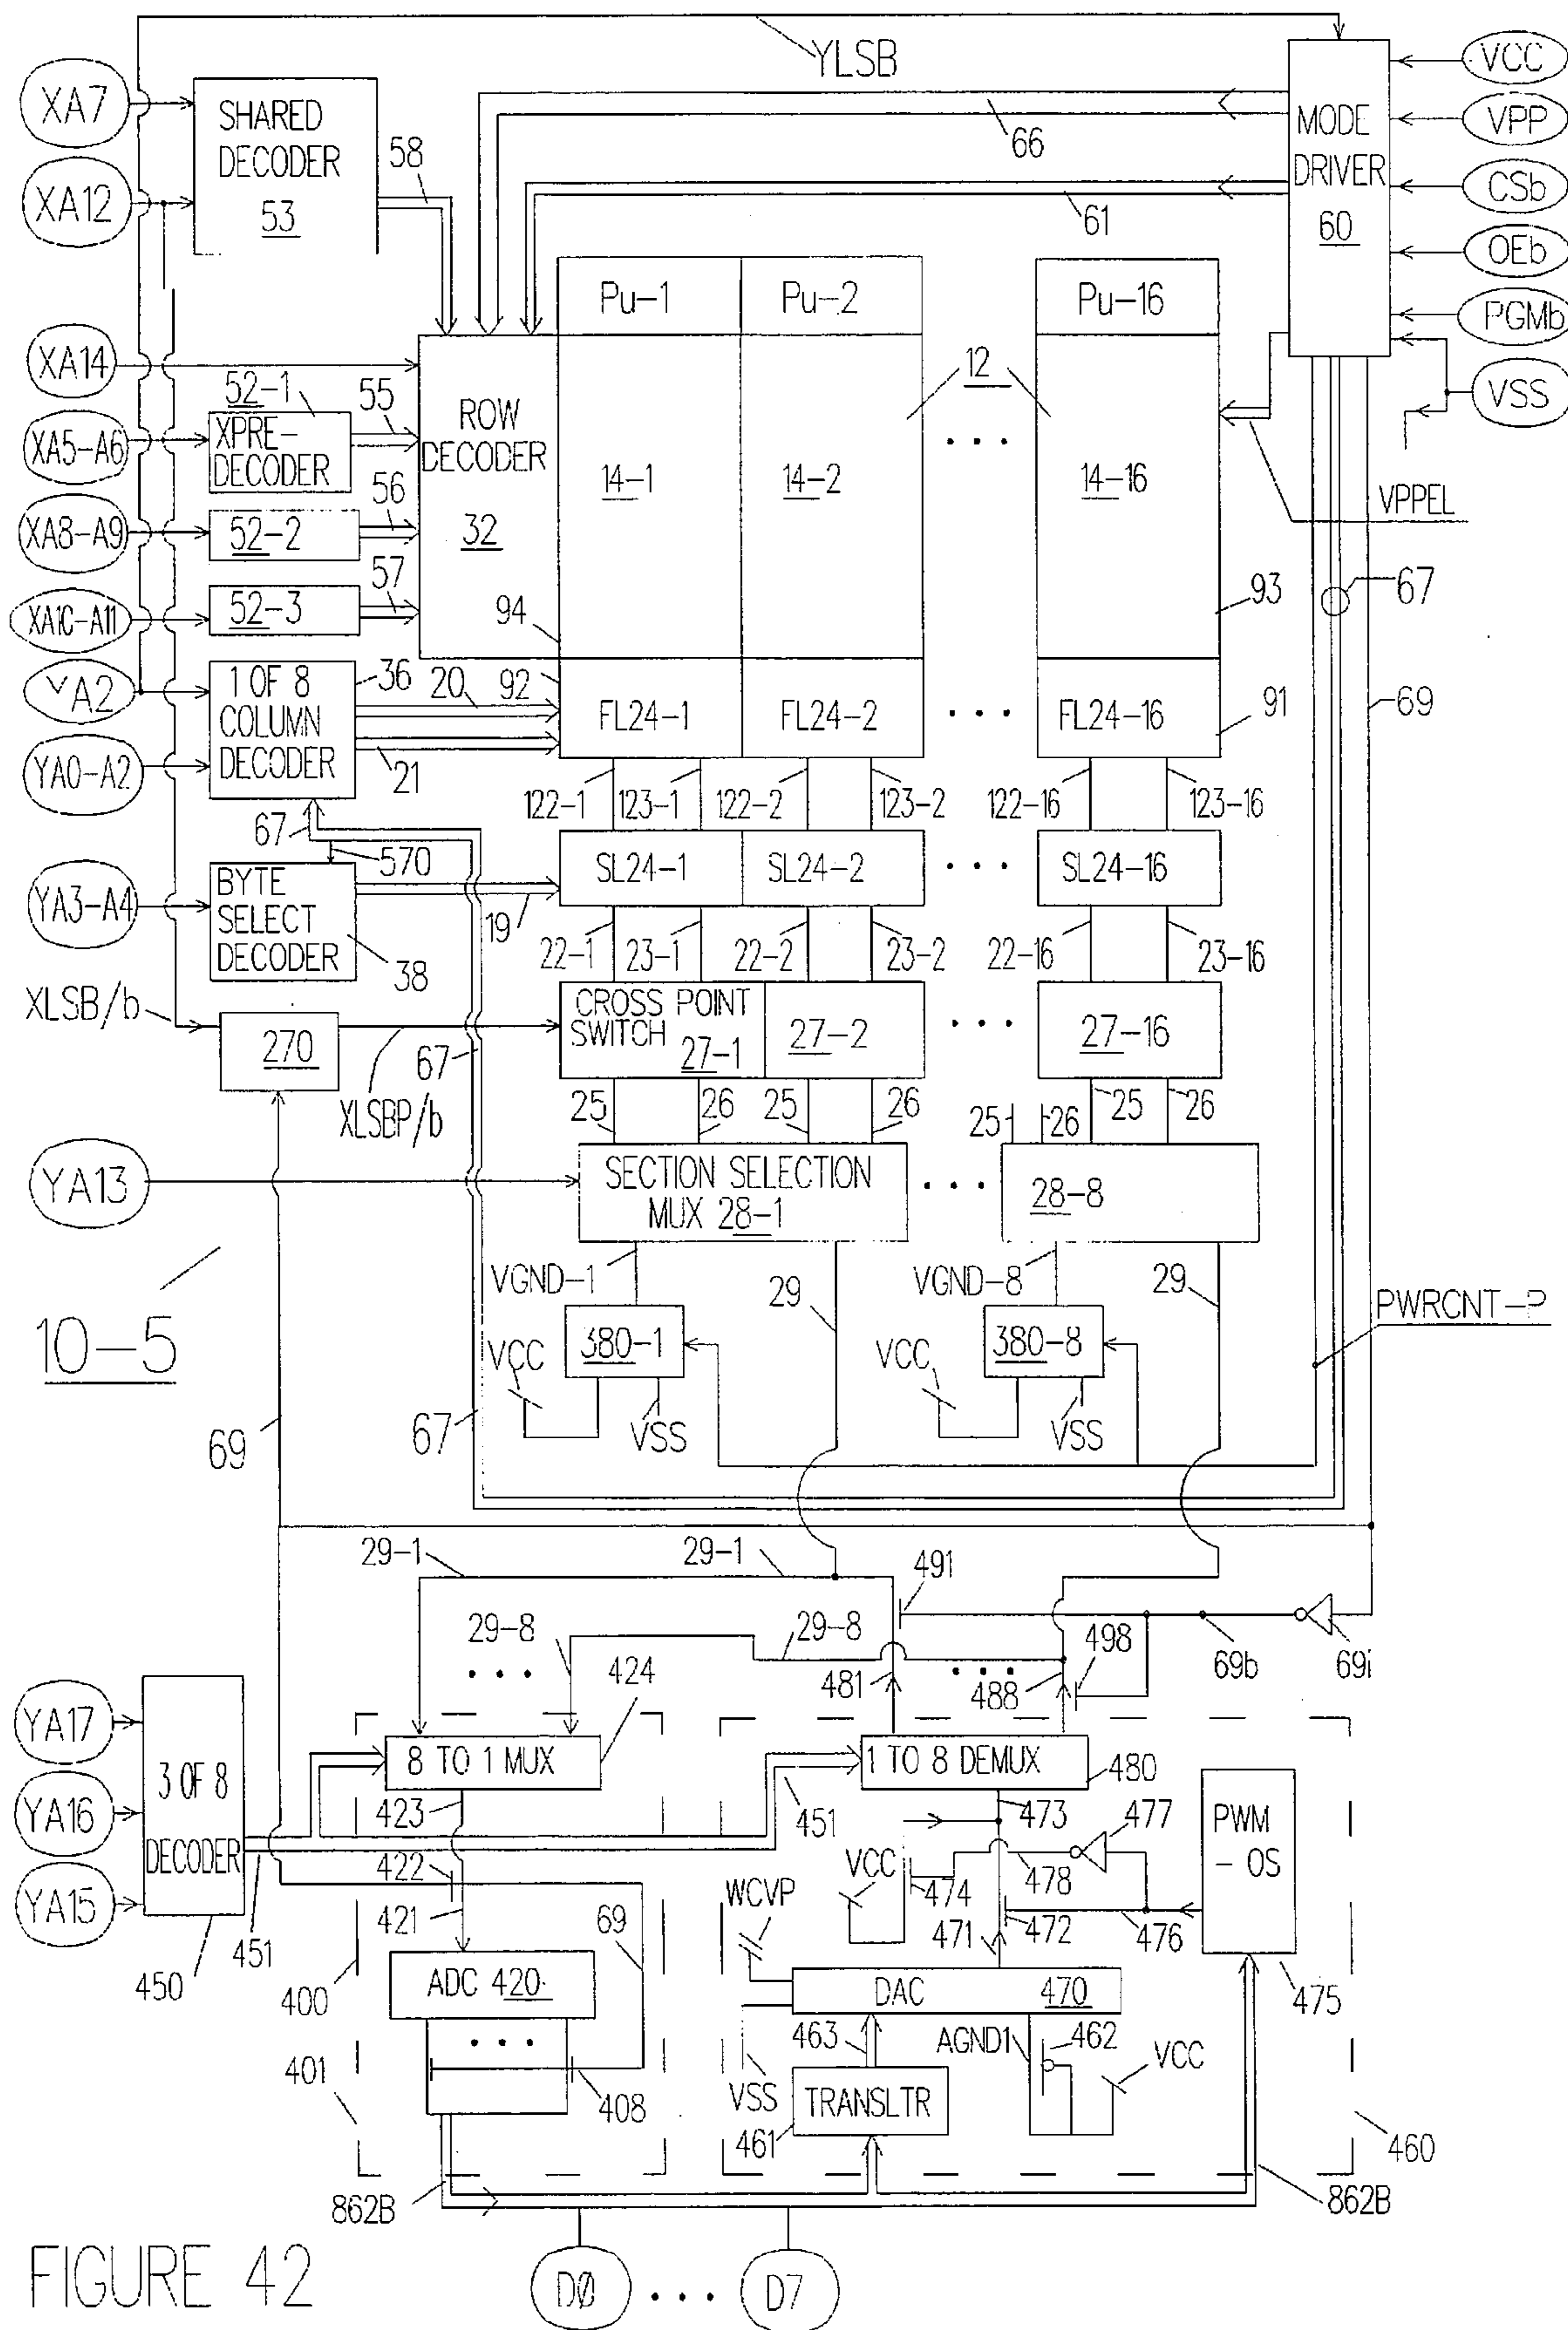 YLSB
XA7
SHARED
DECODER
53
58
66
MODE
DRIVER
60
VCC
VPP
XA12
61
CSb
OEb
PGMb
VSS
Pu-1
Pu-2
Pu-16
XA14
52-1
55
12
XA5-A6
XPRE-
DECODER
ROW
DECODER
32
14-1
14-2
• • •
14-16
VPPEL
XA8-A9
52-2
56
57
52-3
94
93
67
YA2
1 OF 8
COLUMN
DECODER
36
20
92
FL24-1
FL24-2
• • •
FL24-16
91
69
YA0-A2
21
122-1
123-1
122-2
123-2
122-16
123-16
67
570
YA3-A4
BYTE
SELECT
DECODER
38
19
SL24-1
SL24-2
• • •
SL24-16
22-1
23-1
22-2
23-2
22-16
23-16
XLSB/b
270
XLSBP/b
67
CROSS POINT
SWITCH
27-1
27-2
• • •
27-16
25
26
25
26
25
26
25
26
YA13
SECTION SELECTION
MUX 28-1
• • •
28-8
VGND-1
29
VGND-8
29
PWRCNT-P
10-5
VCC
380-1
VCC
380-8
69
67
VSS
VSS
29-1
29-1
491
29-8
29-8
498
69b
69i
• • •
424
481
• • •
488
YA17
YA16
YA15
3 OF 8
DECODER
450
451
8 TO 1 MUX
423
1 TO 8 DEMUX
480
451
473
477
PWM
- OS
422
421
VCC
474
478
WCVP
471
472
476
475
69
400
ADC 420
• • •
DAC
470
463
AGND1
462
VCC
401
408
VSS
TRANSLTR
461
460
862B
862B
FIGURE 42
D0
• • •
D7